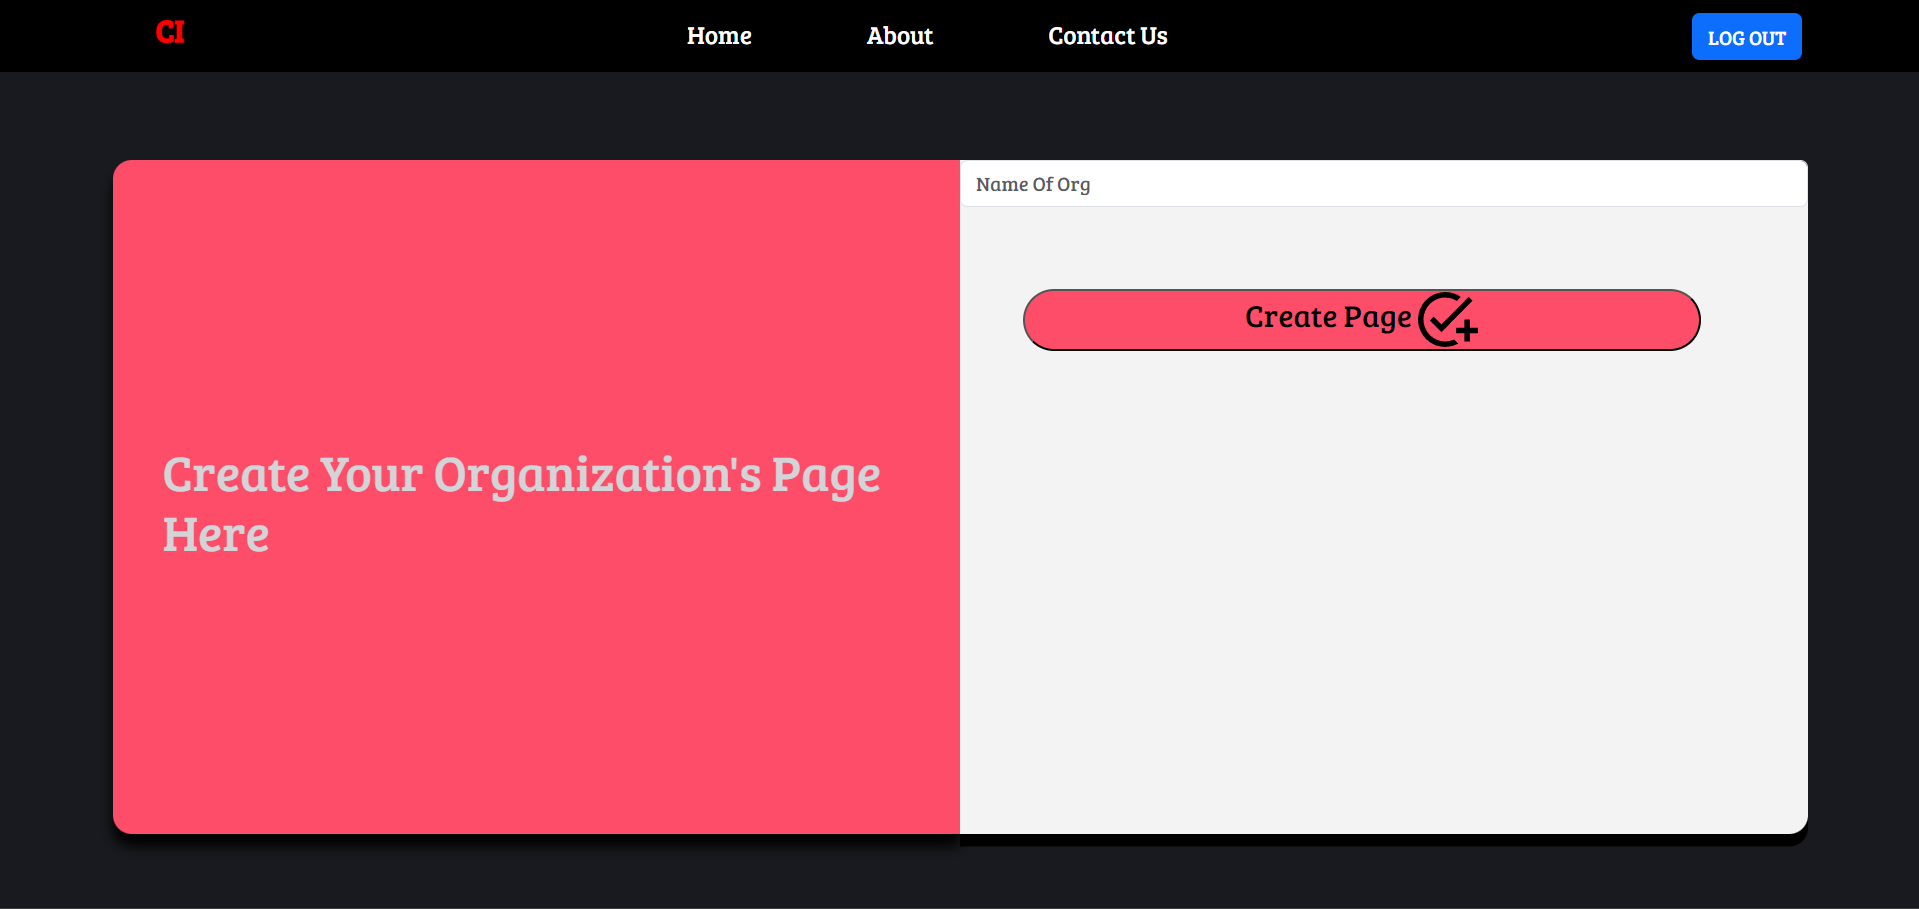 CI
Home
About
Contact Us
LOG OUT
Create Your Organization's Page
Here
Name Of Org
Create Page